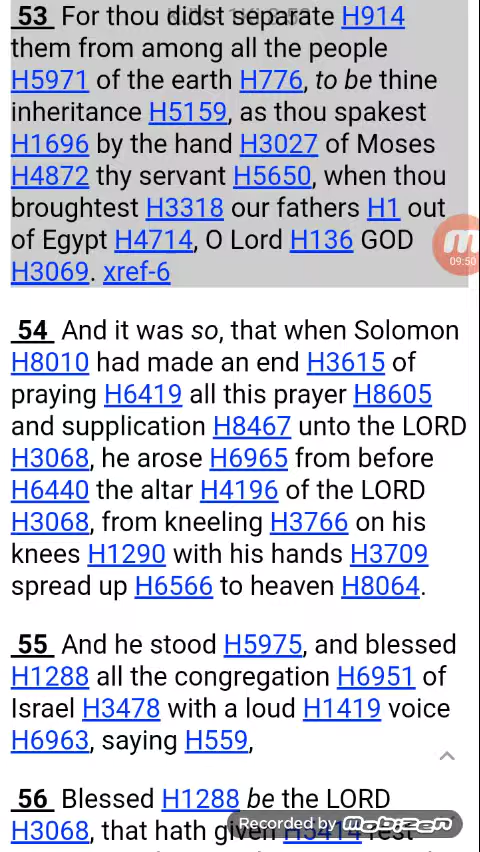 53 For thou didst separate H914
them from among all the people
H5971 of the earth H776, to be thine
inheritance H5159, as thou spakest
H1696 by the hand H3027 of Moses
H4872 thy servant H5650, when thou
broughtest H3318 our fathers H1 out
of Egypt H4714, O Lord H136 GOD
09:50
H3069. xref-6
54 And it was so, that when Solomon
H8010 had made an end H3615 of
praying H6419 all this prayer H8605
and supplication H8467 unto the LORD
H3068, he arose H6965 from before
H6440 the altar H4196 of the LORD
H3068, from kneeling H3766 on his
knees H1290 with his hands H3709
spread up H6566 to heaven H8064.
55 And he stood H5975, and blessed
H1288 all the congregation H6951 of
Israel H3478 with a loud H1419 voice
H6963, saying H559,
56 Blessed H1288 be the LORD
H3068, that hath given H5414 rest
Recorded by MOBIZEN